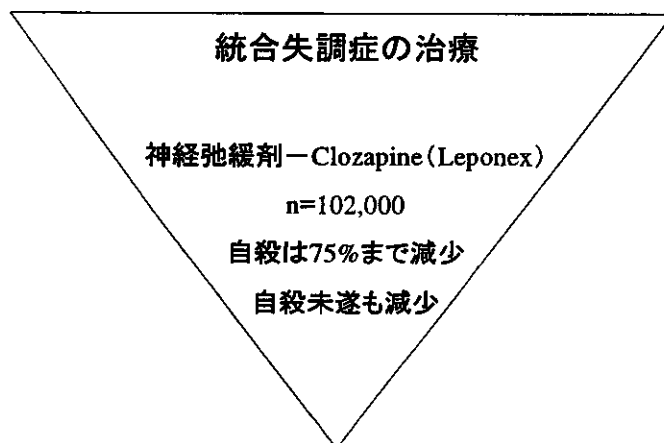 統合失調症の治療
神経弛緩剤－Clozapine（Leponex）
n=102,000
自殺は75%まで減少
自殺未遂も減少